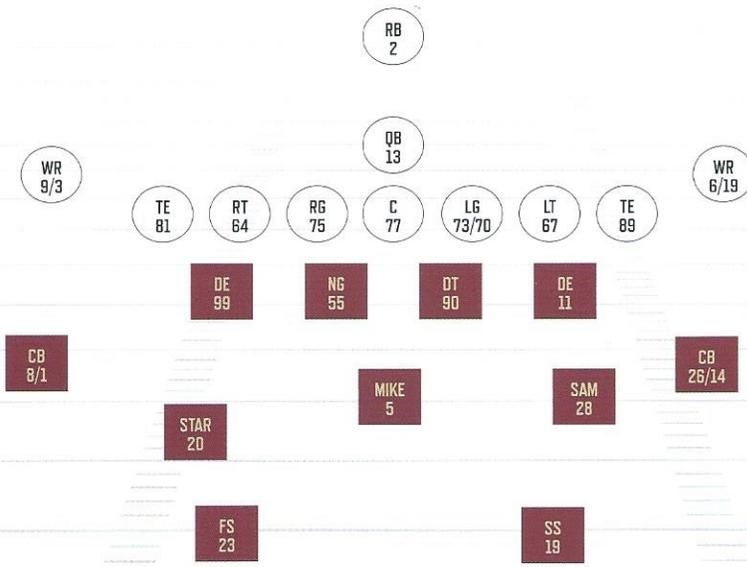 RB
2
QB
13
WR
9/3
WR
6/19
TE
81
RT
64
RG
75
C
77
LG
73/70
LT
67
TE
89
DE
99
NG
55
DT
90
DE
11
CB
8/1
CB
26/14
MIKE
5
SAM
28
STAR
20
FS
23
SS
19